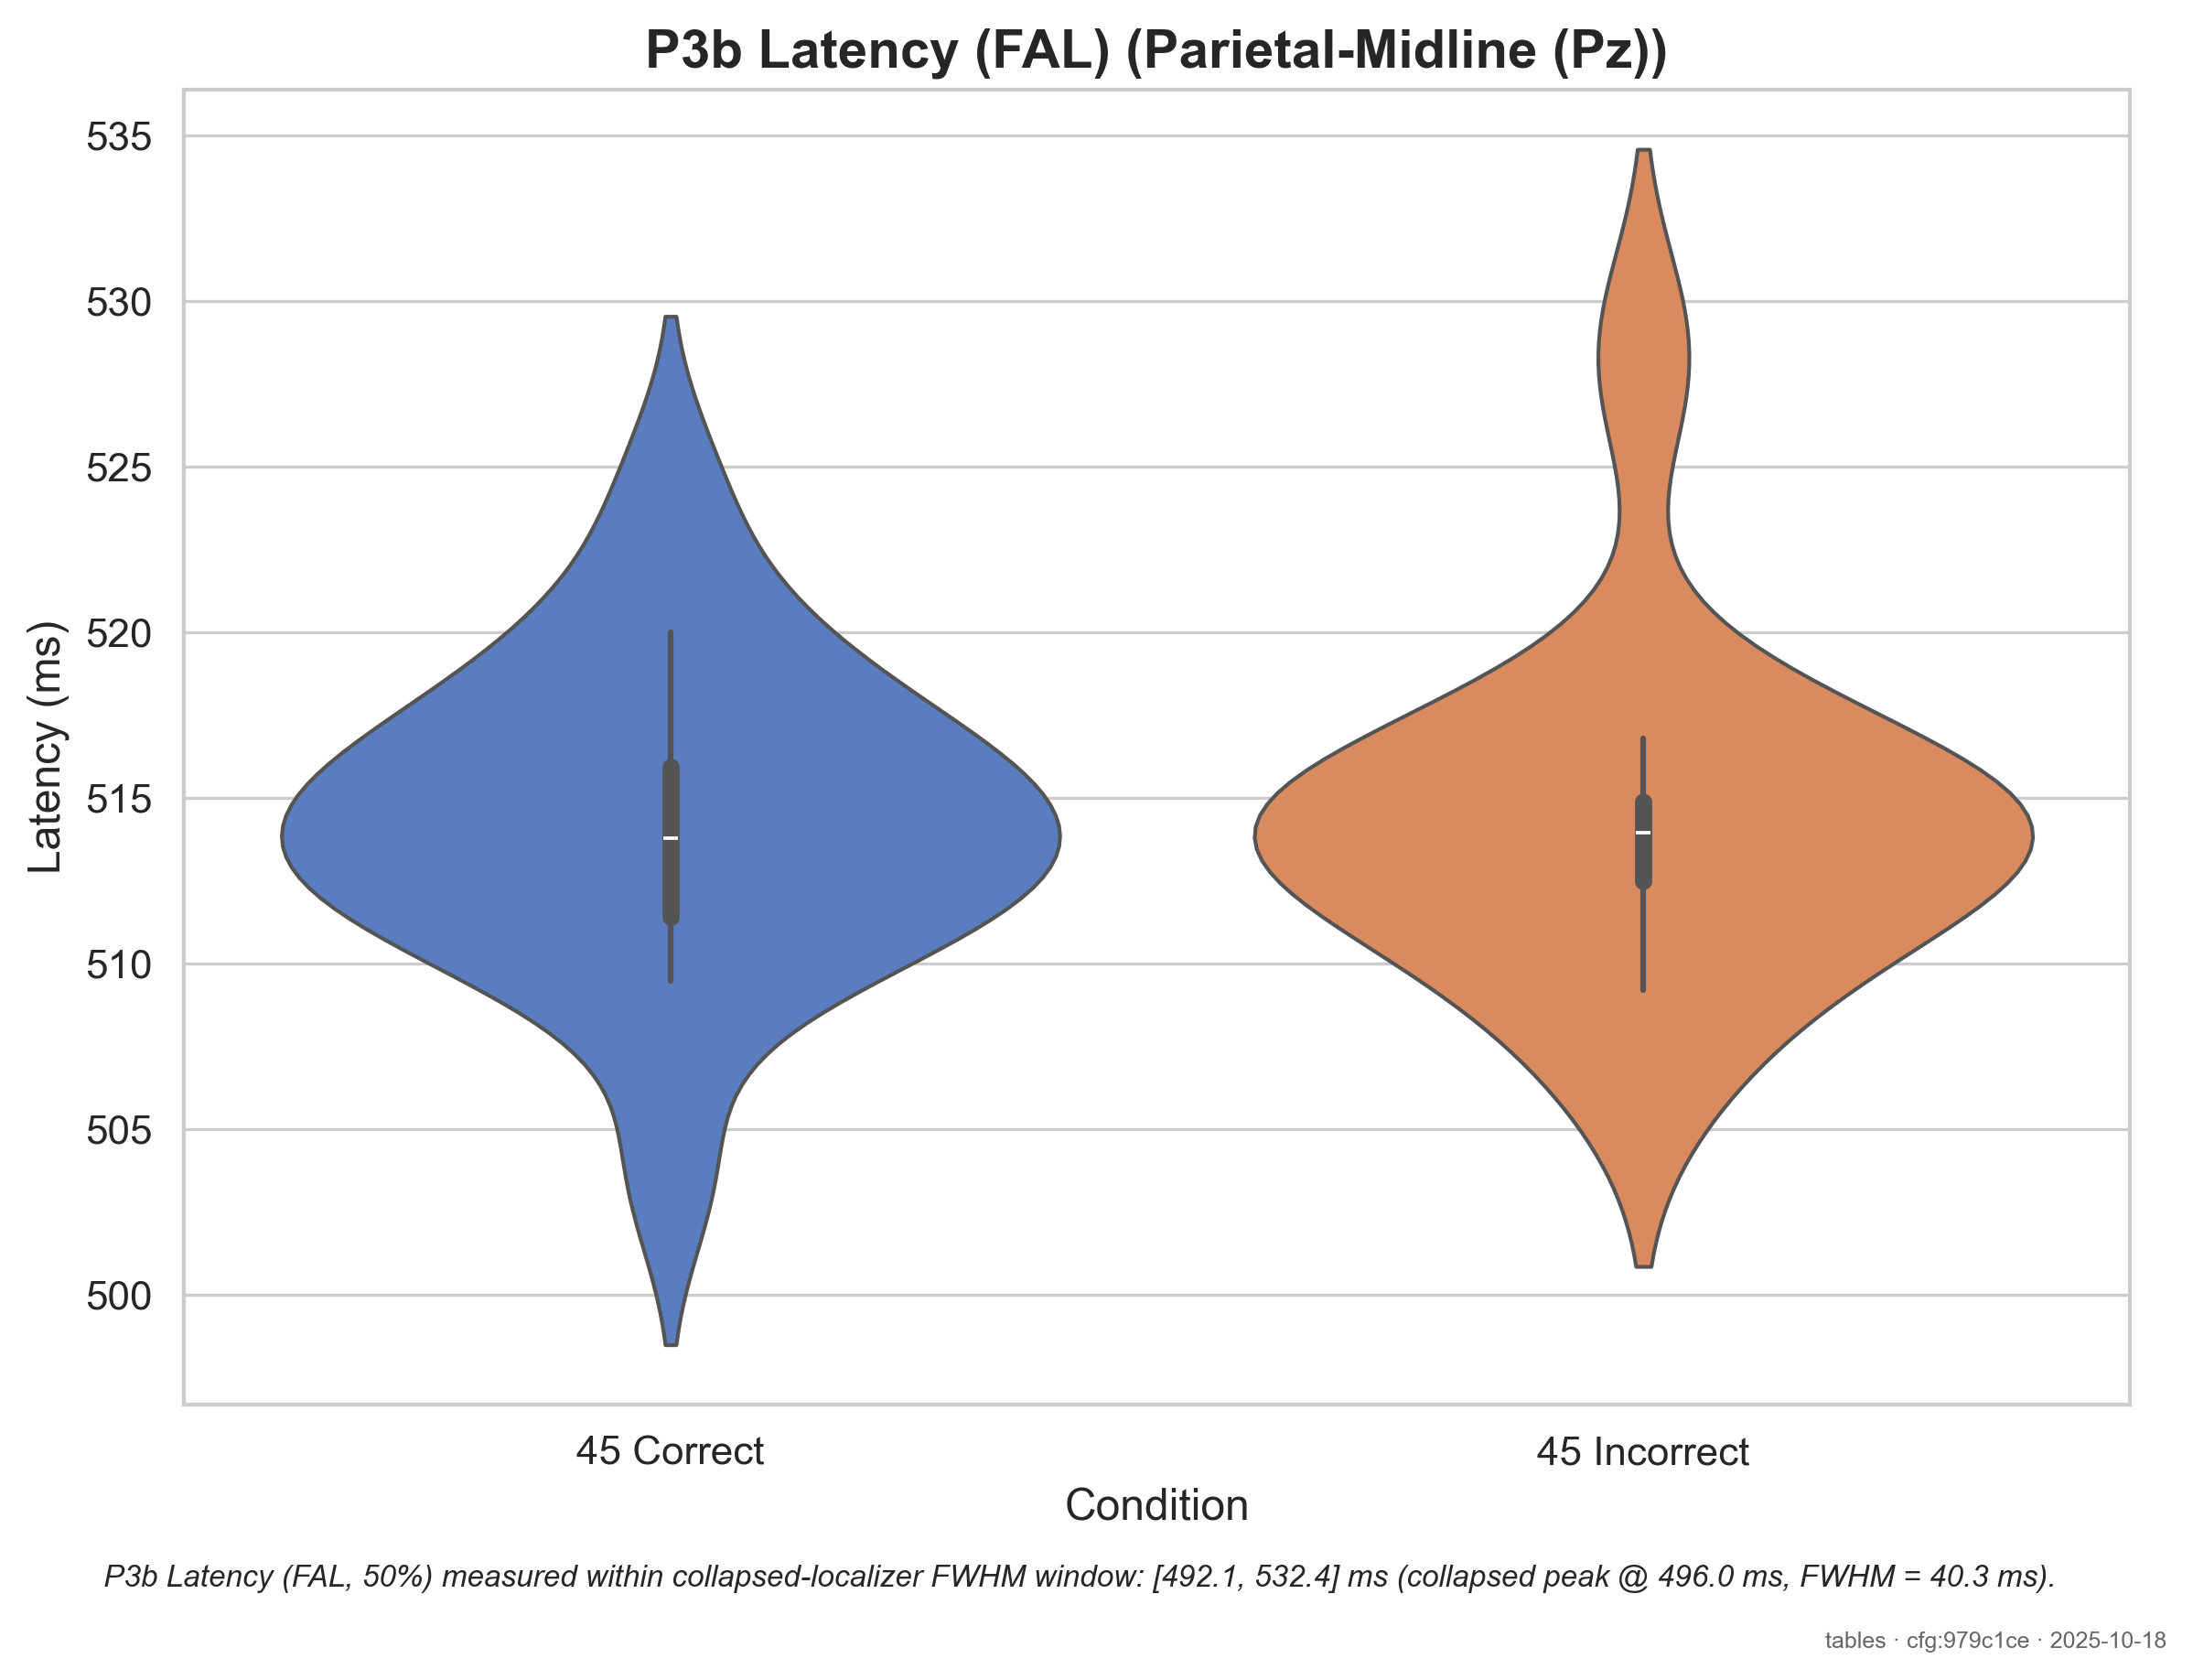 P3b Latency (FAL) (Parietal-Midline (Pz))
Latency (ms)
535
530
525
520
515
510
505
500
45 Correct
45 Incorrect
Condition
P3b Latency (FAL, 50%) measured within collapsed-localizer FWHM window: [492.1, 532.4] ms (collapsed peak @ 496.0 ms, FWHM = 40.3 ms).
tables · cfg:979c1ce · 2025-10-18